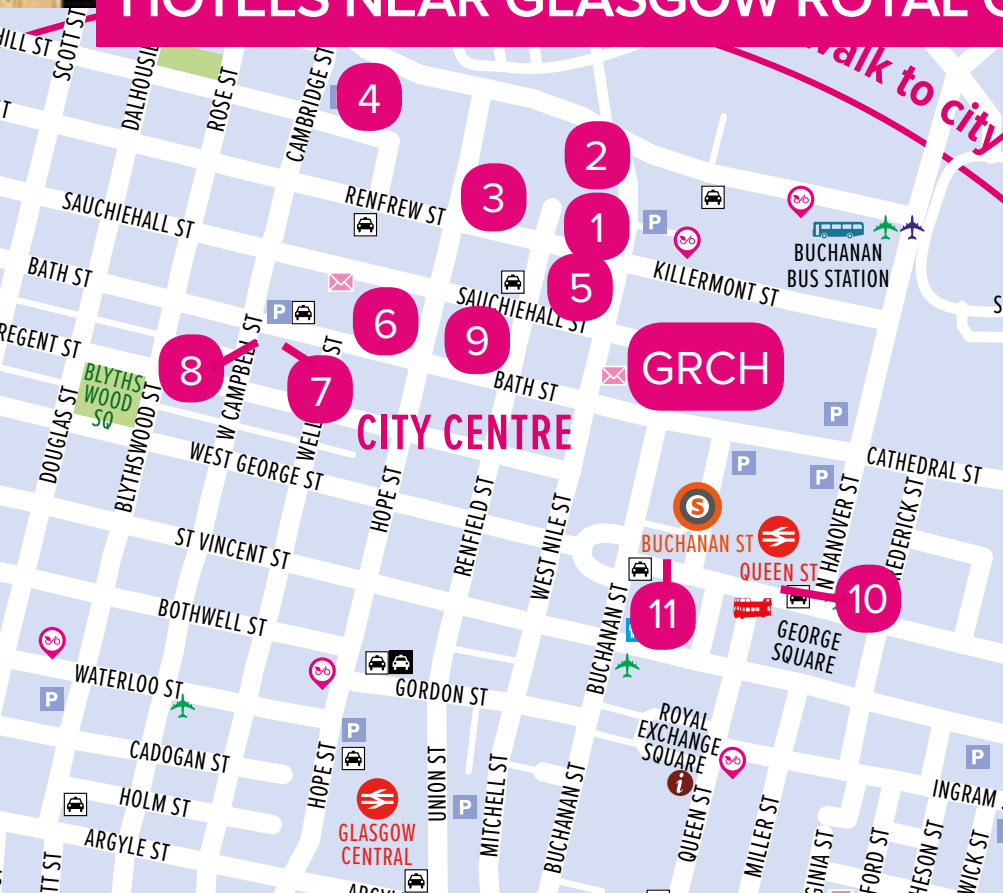 HOTELS NEAR GLASGOW ROYAL
walk to city
HILL ST
SCOTT ST
ROSE ST
CAMBRIDGE ST
4
2
3
1
5
RENFREW ST
SAUCHIEHALL ST
BATH ST
REGENT ST
P
P
KILLERMONT ST
BUCHANAN
BUS STATION
SAUCHIEHALL ST
6
9
8
7
GRCH
BLYTHS
WOOD
SQ
W CAMPBELL ST
BATH ST
CITY CENTRE
P
P
P
DOUGLAS ST
BLYTHSWOOD ST
WEST GEORGE ST
HOPE ST
RENFIELD ST
WEST NILE ST
CATHEDRAL ST
N HANOVER ST
S
BUCHANAN ST
QUEEN ST
10
11
GEORGE
SQUARE
ST VINCENT ST
BOTHWELL ST
BUCHANAN ST
WATERLOO ST
P
GORDON ST
P
ROYAL
EXCHANGE
SQUARE
i
CADOGAN ST
HOLM ST
ARGYLE ST
HOPE ST
UNION ST
MITCHELL ST
BUCHANAN ST
QUEEN ST
MILLER ST
P
P
INGRAM
GLASGOW
CENTRAL